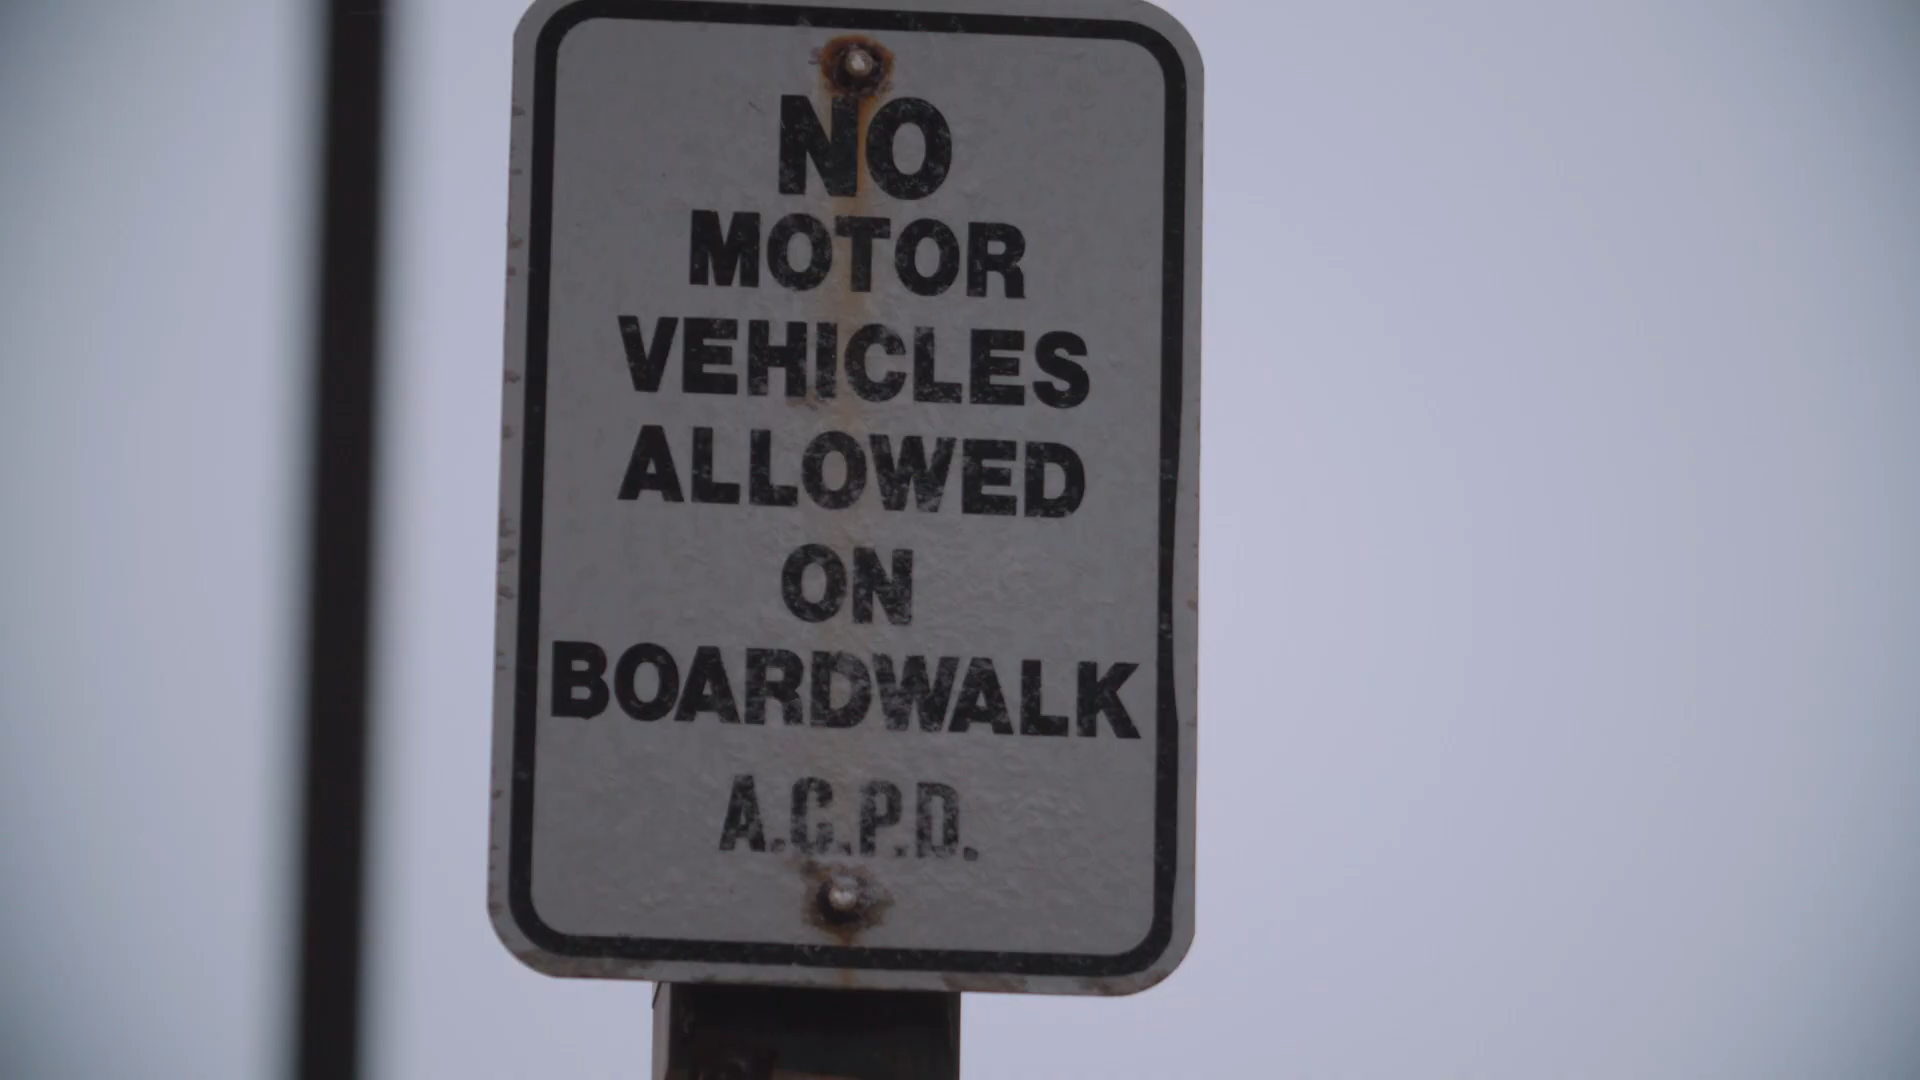 NO
MOTOR
VEHICLES
ALLOWED
ON
BOARDWALK
A.C.P.D.